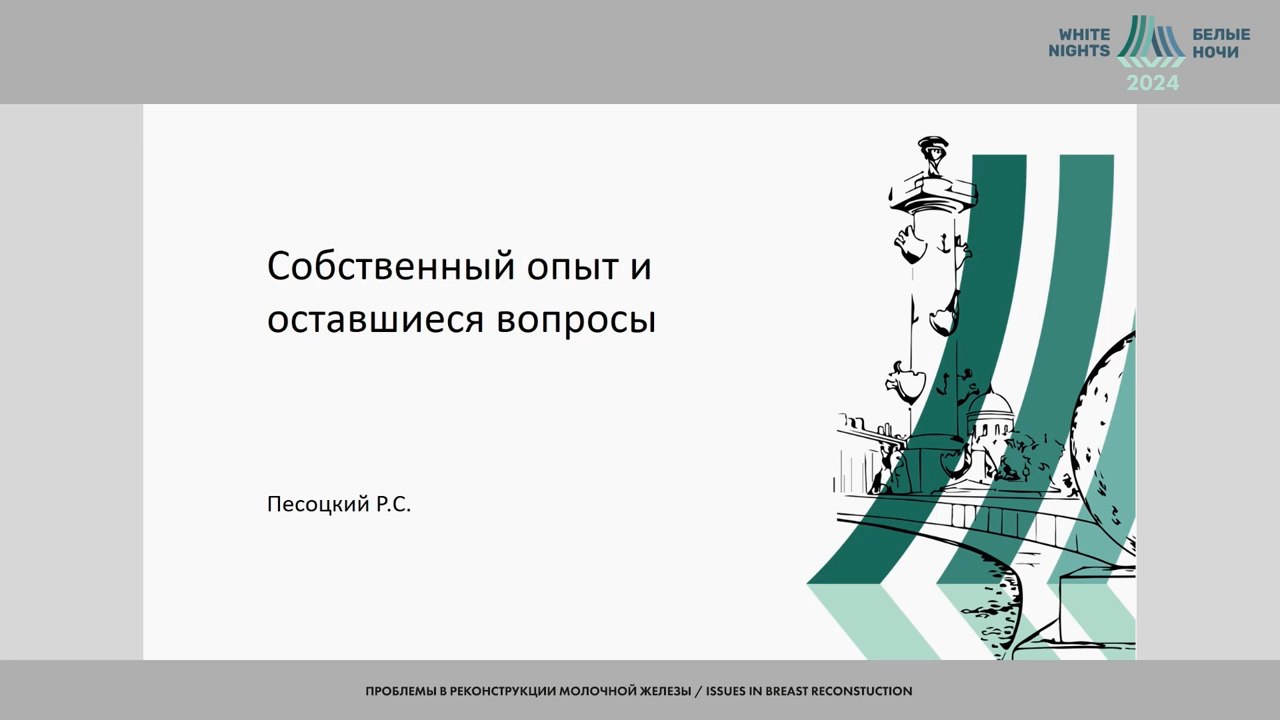 WHITE
NIGHTS
БЕЛЫЕ
НОЧИ
2024
Собственный опыт и
оставшиеся вопросы
Песоцкий Р.С.
ПРОБЛЕМЫ В РЕКОНСТРУКЦИИ МОЛОЧНОЙ ЖЕЛЕЗЫ / ISSUES IN BREAST RECONSTUCTION